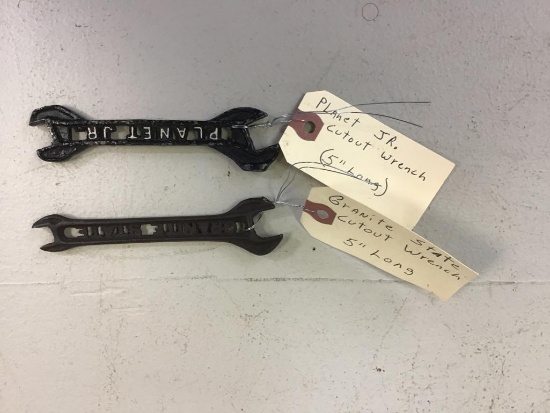 PLANET JR
Planet JR.
Cutout Wrench
(5" Long)
Granite State
Cutout Wrench
5" Long